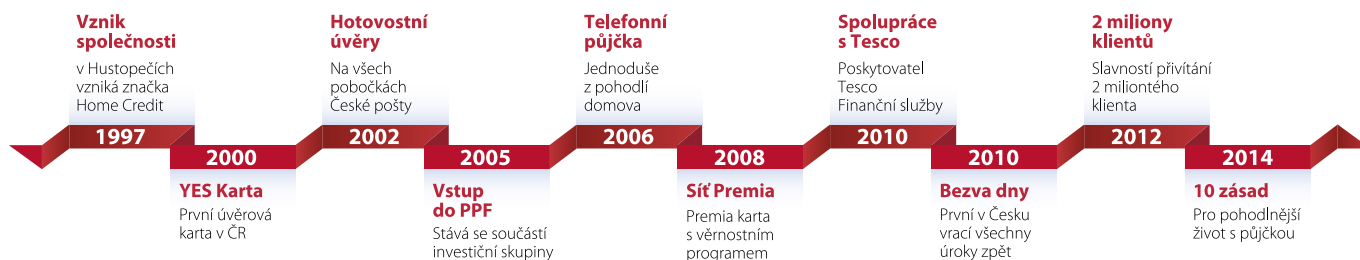 Vznik
společnosti
v Hustopečích
vzniká značka
Home Credit
1997
2000
YES Karta
První úvěrová
karta v ČR
Hotovostní
úvěry
Na všech
pobočkách
České pošty
2002
2005
Vstup
do PPF
Stává se součástí
investiční skupiny
Telefonní
půjčka
Jednoduše
z pohodlí
domova
2006
2008
Síť Premia
Premia karta
s věrnostním
programem
Spolupráce
s Tesco
Poskytovatel
Tesco
Finanční služby
2010
2010
Bezva dny
První v Česku
vrací všechny
úroky zpět
2 miliony
klientů
Slavností přivítání
2 miliontého
klienta
2012
2014
10 zásad
Pro pohodlnější
život s půjčkou